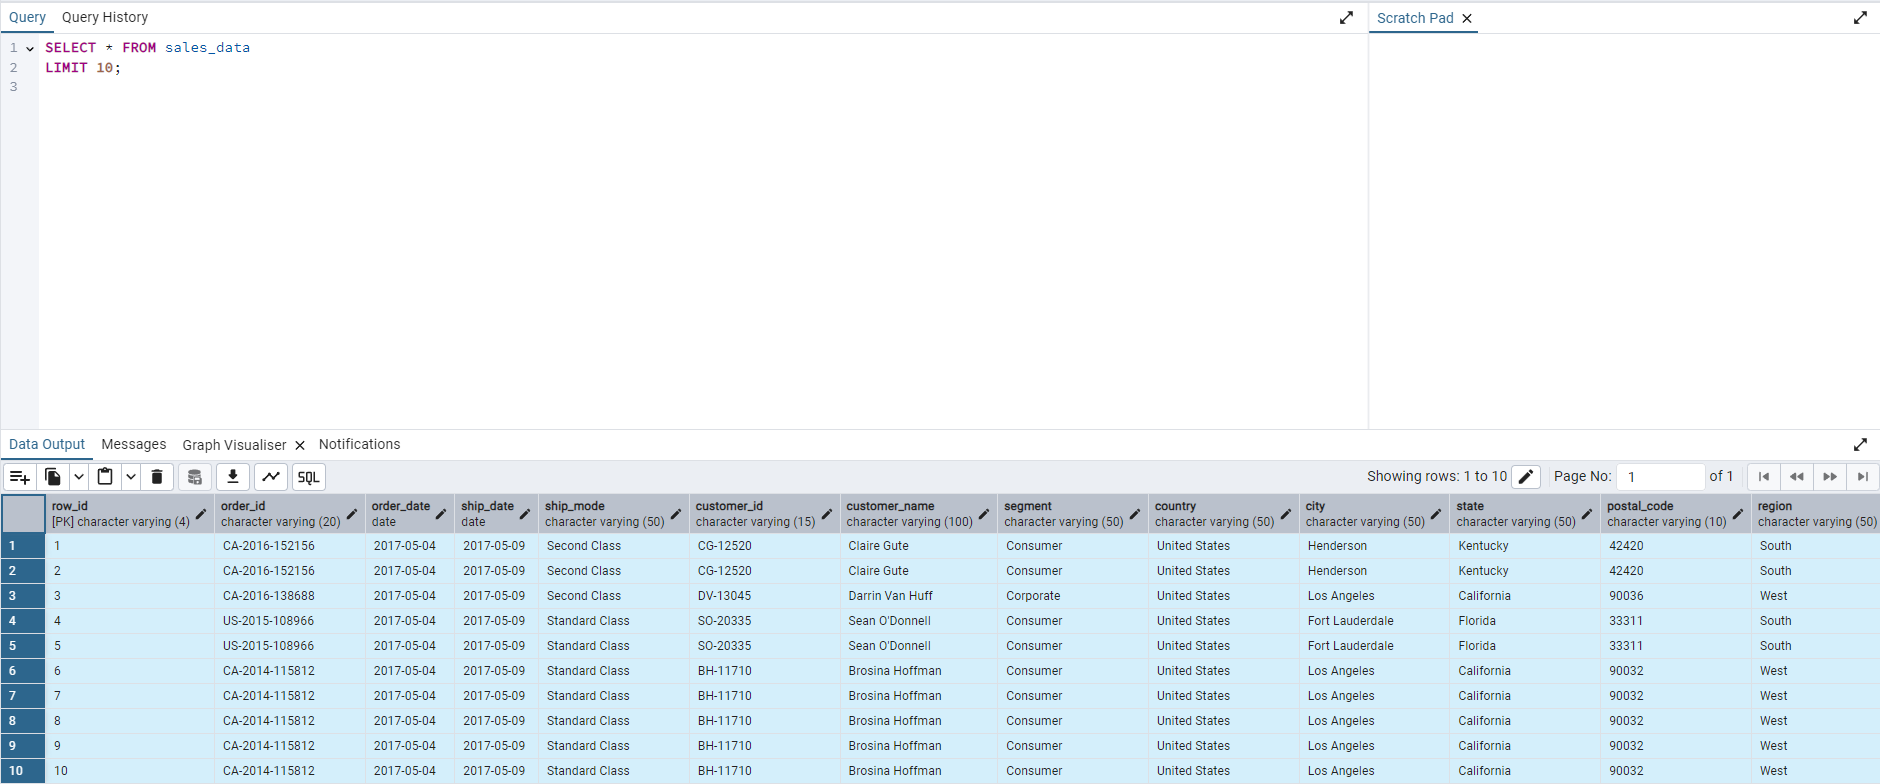 Query Query History
Scratch Pad
1 SELECT * FROM sales_data
2 LIMIT 10;
3
Data Output Messages Graph Visualiser Notifications
SQL Showing rows: 1 to 10 Page No: 1 of 1
row_id order_id order_date ship_date ship_mode customer_id customer_name segment country city state postal_code region
[PK] character varying (4) character varying (20) date date character varying (50) character varying (15) character varying (100) character varying (50) character varying (50) character varying (50) character varying (50) character varying (10) character varying (50)
1 1 CA-2016-152156 2017-05-04 2017-05-09 Second Class CG-12520 Claire Gute Consumer United States Henderson Kentucky 42420 South
2 2 CA-2016-152156 2017-05-04 2017-05-09 Second Class CG-12520 Claire Gute Consumer United States Henderson Kentucky 42420 South
3 3 CA-2016-138688 2017-05-04 2017-05-09 Second Class DV-13045 Darrin Van Huff Corporate United States Los Angeles California 90036 West
4 4 US-2015-108966 2017-05-04 2017-05-09 Standard Class SO-20335 Sean O'Donnell Consumer United States Fort Lauderdale Florida 33311 South
5 5 US-2015-108966 2017-05-04 2017-05-09 Standard Class SO-20335 Sean O'Donnell Consumer United States Fort Lauderdale Florida 33311 South
6 6 CA-2014-115812 2017-05-04 2017-05-09 Standard Class BH-11710 Brosina Hoffman Consumer United States Los Angeles California 90032 West
7 7 CA-2014-115812 2017-05-04 2017-05-09 Standard Class BH-11710 Brosina Hoffman Consumer United States Los Angeles California 90032 West
8 8 CA-2014-115812 2017-05-04 2017-05-09 Standard Class BH-11710 Brosina Hoffman Consumer United States Los Angeles California 90032 West
9 9 CA-2014-115812 2017-05-04 2017-05-09 Standard Class BH-11710 Brosina Hoffman Consumer United States Los Angeles California 90032 West
10 10 CA-2014-115812 2017-05-04 2017-05-09 Standard Class BH-11710 Brosina Hoffman Consumer United States Los Angeles California 90032 West